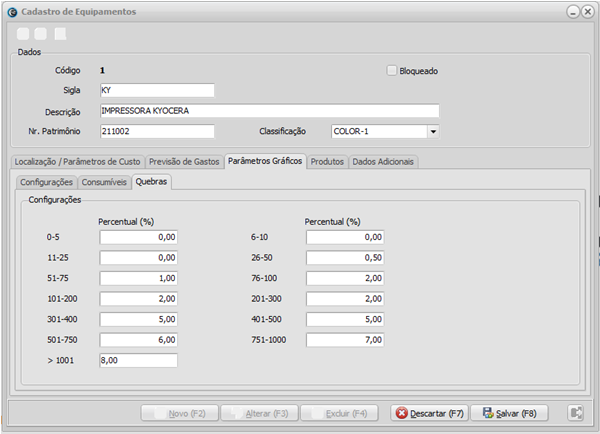 Cadastro de Equipamentos
Dados
Código 1 Bloqueado
Sigla KY
Descrição IMPRESSORA KYOCERA
Nr. Patrimônio 211002 Classificação COLOR-1
Localização / Parâmetros de Custo Previsão de Gastos Parâmetros Gráficos Produtos Dados Adicionais
Configurações Consumíveis Quebras
Configurações
Percentual (%) Percentual (%)
0-5 0,00 6-10 0,00
11-25 0,00 26-50 0,50
51-75 1,00 76-100 2,00
101-200 2,00 201-300 2,00
301-400 5,00 401-500 5,00
501-750 6,00 751-1000 7,00
> 1001 8,00
Novo (F2) Alterar (F3) Excluir (F4) Descartar (F7) Salvar (F8)